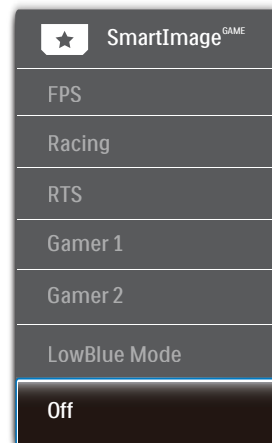 SmartImage GAME
FPS
Racing
RTS
Gamer 1
Gamer 2
LowBlue Mode
Off